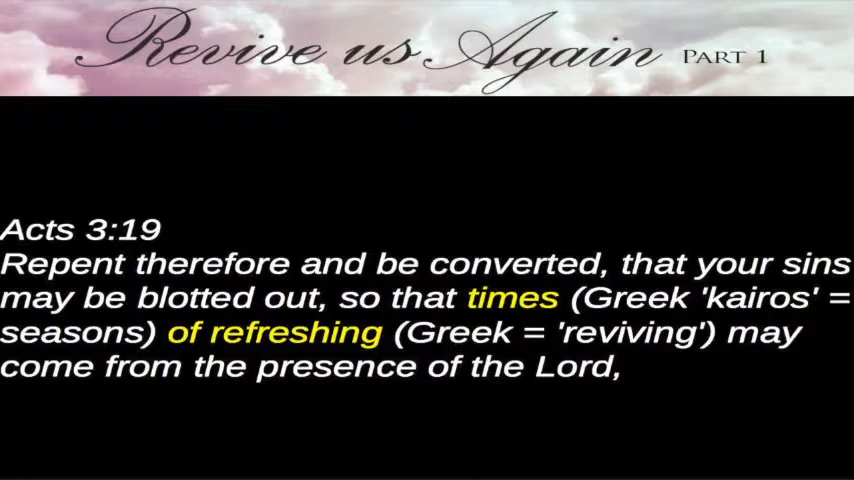 Revive us Again PART 1
Acts 3:19
Repent therefore and be converted, that your sins
may be blotted out, so that times (Greek 'kairos' =
seasons) of refreshing (Greek = 'reviving') may
come from the presence of the Lord,